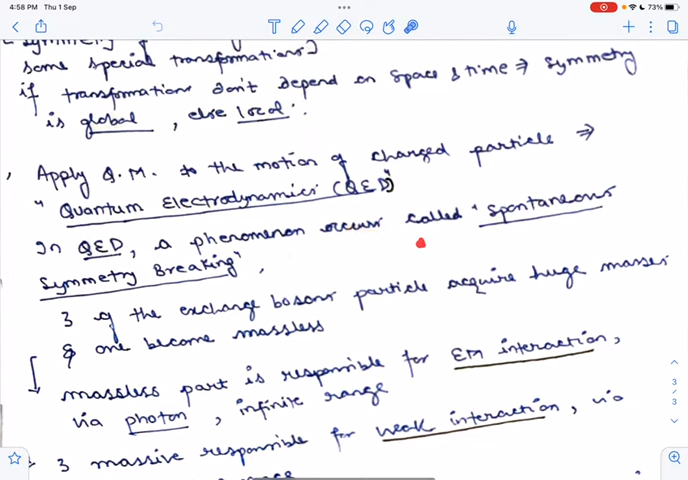 4:58 PM Thu 1 Sep
73%
[symmetry of
some special transformations]
if transformations don't depend on space & time ⇒ symmetry
is global, else local.
Apply Q.M. to the motion of charged particle ⇒
"Quantum Electrodynamics (QED)"
In QED, a phenomenon occurs called "Spontaneous
Symmetry Breaking",
3 of the exchange bosons particle acquire huge masses
& one become massless
massless part is responsible for EM interaction,
via photon, infinite range
3 massive responsible for weak interaction, via
3
3